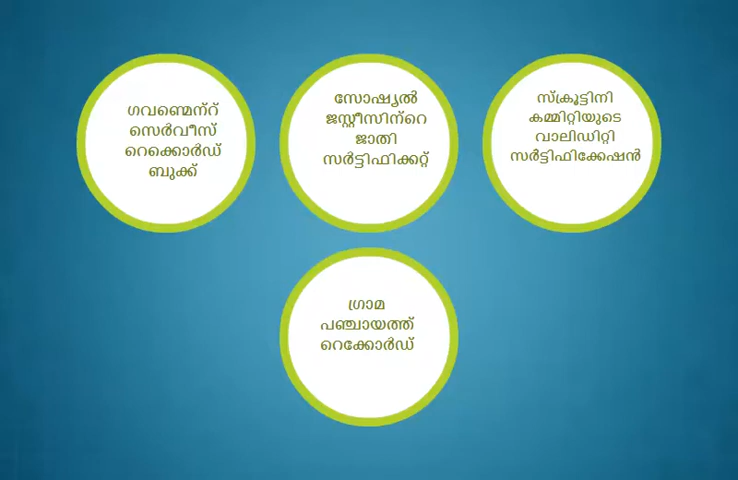 ഗവണ്മെന്റ്
സെർവീസ്
റെക്കൊർഡ്
ബുക്ക്
സോഷ്യൽ
ജസ്റ്റീസിന്റെ
ജാതി
സർട്ടിഫിക്കറ്റ്
സ്ക്രൂട്ടിനി
കമ്മിറ്റിയുടെ
വാലിഡിറ്റി
സർട്ടിഫിക്കേഷൻ
ഗ്രാമ
പഞ്ചായത്ത്
റെക്കോർഡ്